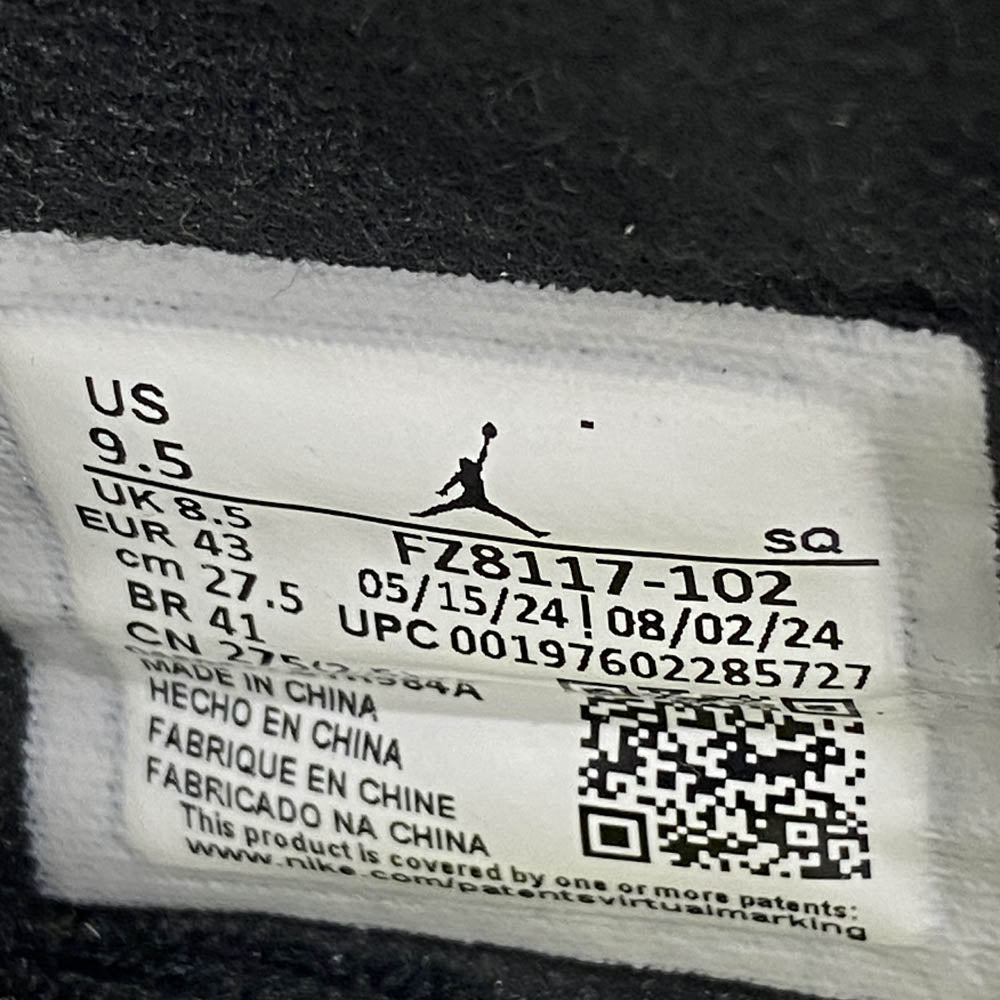 US
9.5
SQ
UK 8.5
EUR 43
cm 27.5
BR 41
FZ8117-102
05/15/24 | 08/02/24
UPC 00197602285727
CN 275
MADE IN CHINA
HECHO EN CHINA
FABRIQUE EN CHINE
FABRICADO NA CHINA
This product is covered by one or more patents:
www.nike.com/patentsvirtualmarking